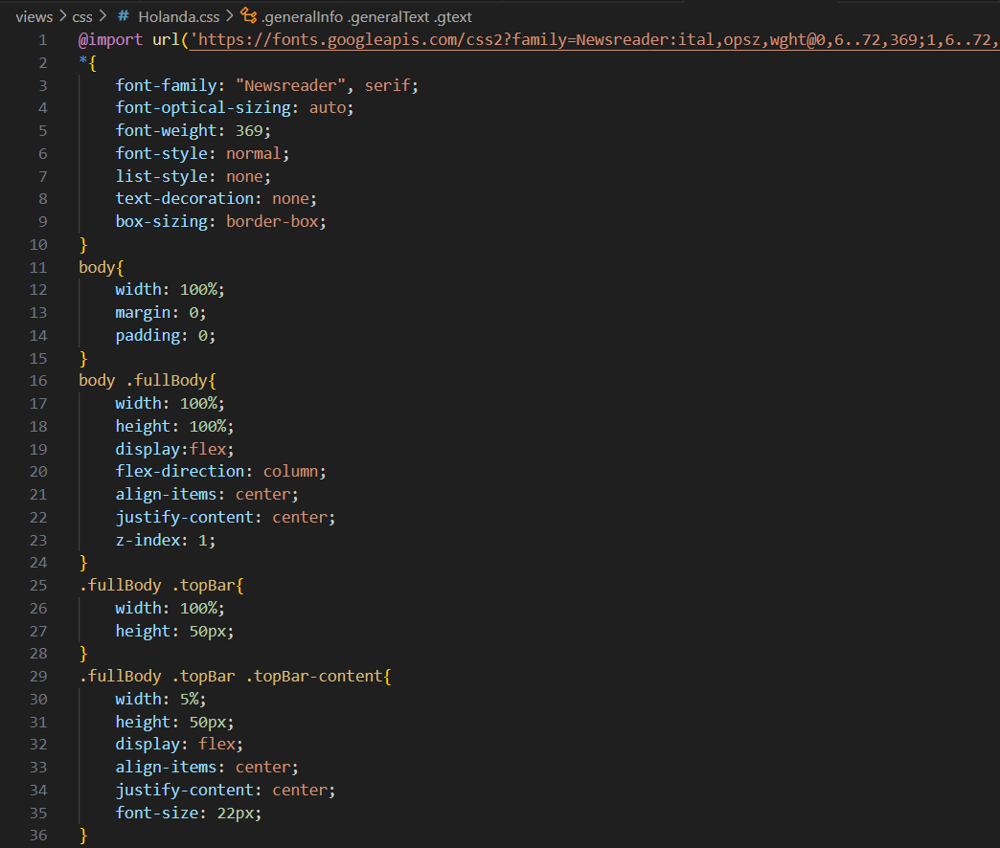 views > css > # Holanda.css > .generalInfo .generalText .gtext
1 @import url('https://fonts.googleapis.com/css2?family=Newsreader:ital,opsz,wght@0,6..72,369;1,6..72,
2 *{
3     font-family: "Newsreader", serif;
4     font-optical-sizing: auto;
5     font-weight: 369;
6     font-style: normal;
7     list-style: none;
8     text-decoration: none;
9     box-sizing: border-box;
10 }
11 body{
12     width: 100%;
13     margin: 0;
14     padding: 0;
15 }
16 body .fullBody{
17     width: 100%;
18     height: 100%;
19     display:flex;
20     flex-direction: column;
21     align-items: center;
22     justify-content: center;
23     z-index: 1;
24 }
25 .fullBody .topBar{
26     width: 100%;
27     height: 50px;
28 }
29 .fullBody .topBar .topBar-content{
30     width: 5%;
31     height: 50px;
32     display: flex;
33     align-items: center;
34     justify-content: center;
35     font-size: 22px;
36 }